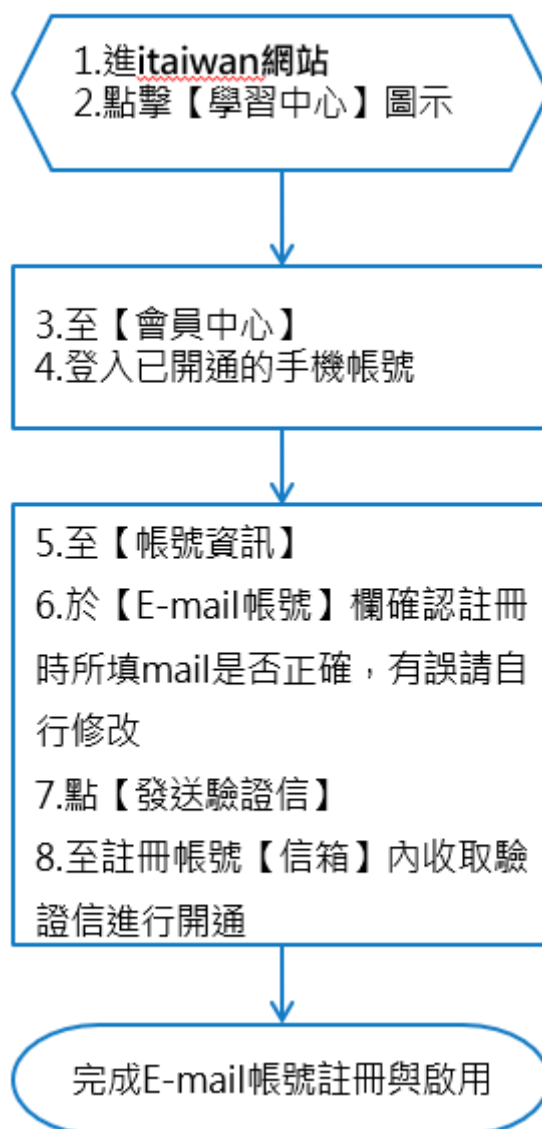 1.進itaiwan網站
2.點擊【學習中心】圖示
3.至【會員中心】
4.登入已開通的手機帳號
5.至【帳號資訊】
6.於【E-mail帳號】欄確認註冊
時所填mail是否正確，有誤請自
行修改
7.點【發送驗證信】
8.至註冊帳號【信箱】內收取驗
證信進行開通
完成E-mail帳號註冊與啟用